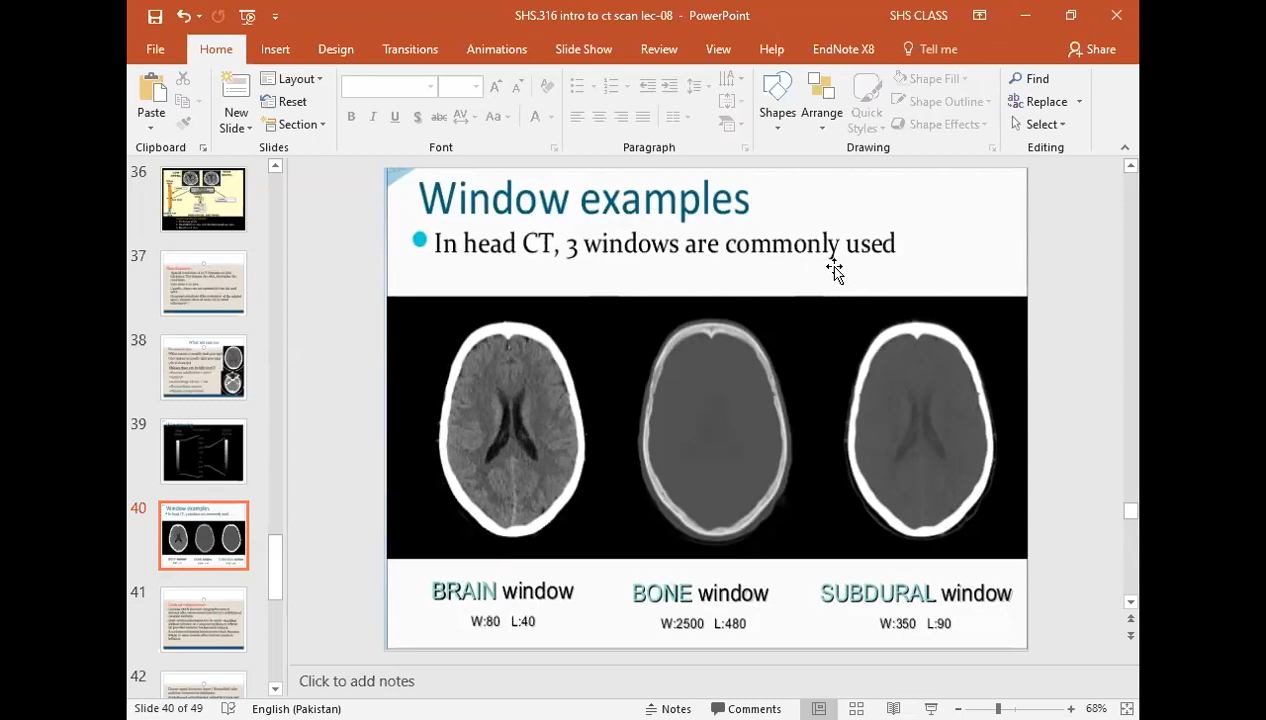 SHS.316 intro to ct scan lec-08 - PowerPoint
SHS CLASS
File Home Insert Design Transitions Animations Slide Show Review View Help EndNote X8 Tell me Share
Paste
Clipboard
New
Slide
Layout
Reset
Section
Slides
B I U S abc AV Aa A
Font
Paragraph
Shapes
Arrange
Quick
Styles
Shape Fill
Shape Outline
Shape Effects
Drawing
Find
Replace
Select
Editing
36
37
38
39
40
41
42
Window examples
In head CT, 3 windows are commonly used
BRAIN window
W:80 L:40
BONE window
W:2500 L:480
SUBDURAL window
W:350 L:90
Click to add notes
Slide 40 of 49
English (Pakistan)
Notes
Comments
68%